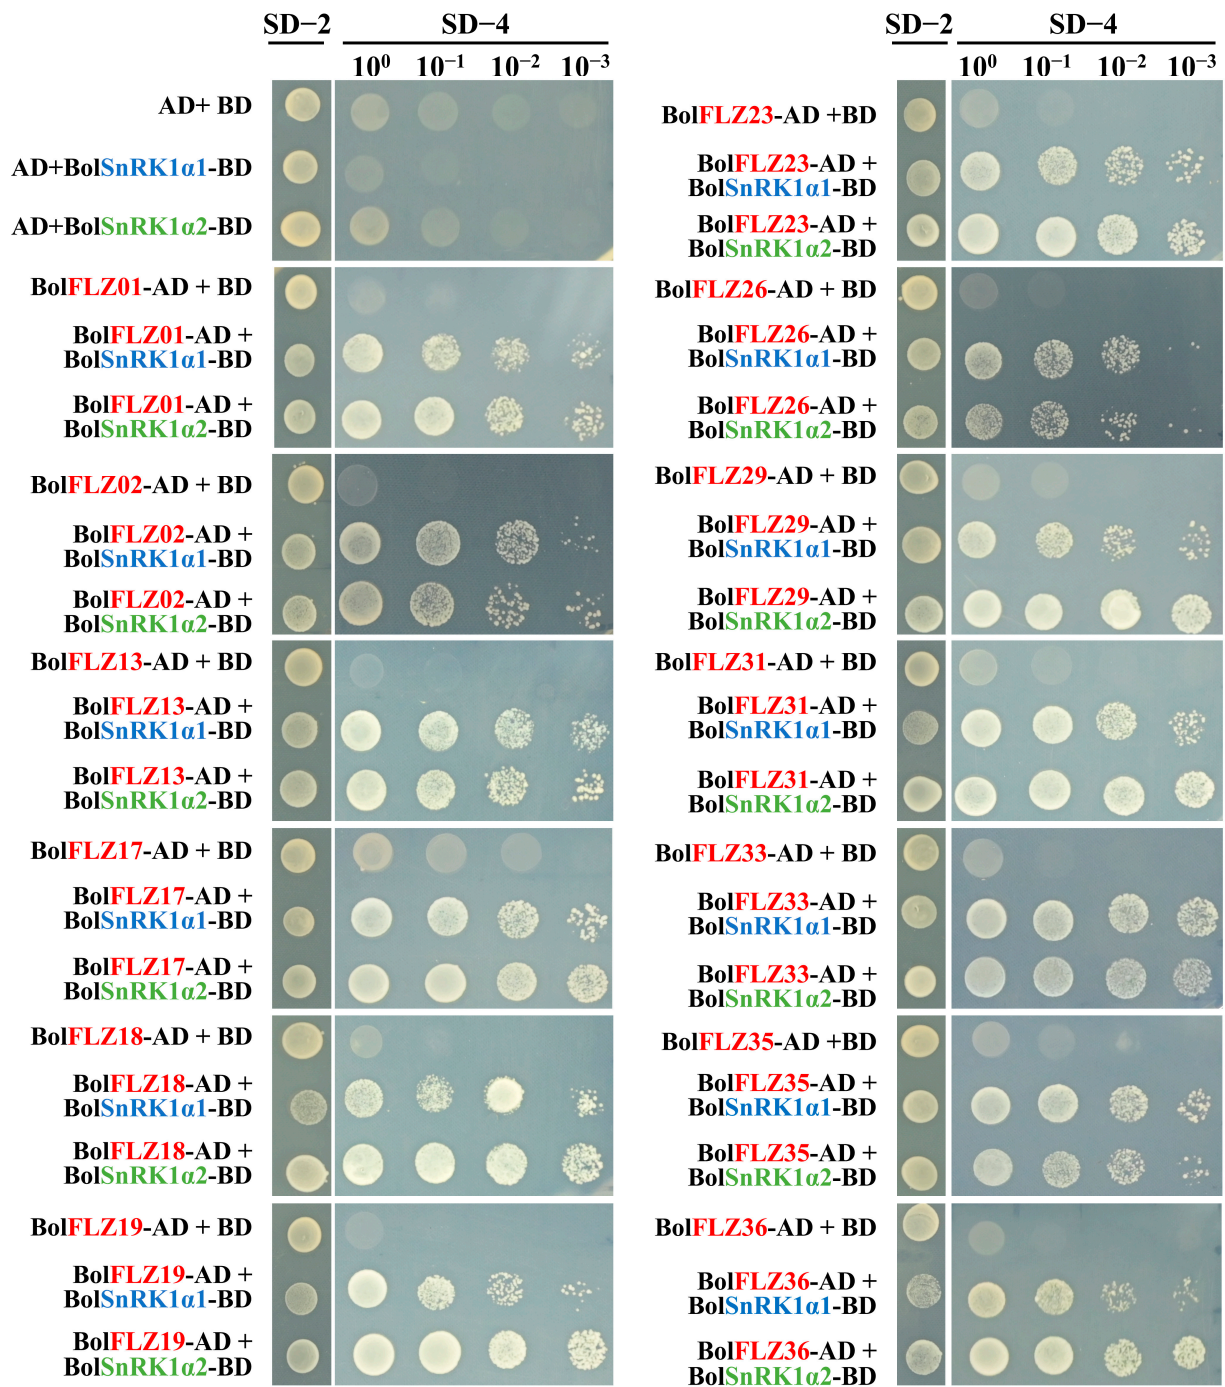 SD−2 SD−4
10⁰ 10⁻¹ 10⁻² 10⁻³
AD+ BD
AD+BolSnRK1α1-BD
AD+BolSnRK1α2-BD
BolFLZ01-AD + BD
BolFLZ01-AD +
BolSnRK1α1-BD
BolFLZ01-AD +
BolSnRK1α2-BD
BolFLZ02-AD + BD
BolFLZ02-AD +
BolSnRK1α1-BD
BolFLZ02-AD +
BolSnRK1α2-BD
BolFLZ13-AD + BD
BolFLZ13-AD +
BolSnRK1α1-BD
BolFLZ13-AD +
BolSnRK1α2-BD
BolFLZ17-AD + BD
BolFLZ17-AD +
BolSnRK1α1-BD
BolFLZ17-AD +
BolSnRK1α2-BD
BolFLZ18-AD + BD
BolFLZ18-AD +
BolSnRK1α1-BD
BolFLZ18-AD +
BolSnRK1α2-BD
BolFLZ19-AD + BD
BolFLZ19-AD +
BolSnRK1α1-BD
BolFLZ19-AD +
BolSnRK1α2-BD
SD−2 SD−4
10⁰ 10⁻¹ 10⁻² 10⁻³
BolFLZ23-AD +BD
BolFLZ23-AD +
BolSnRK1α1-BD
BolFLZ23-AD +
BolSnRK1α2-BD
BolFLZ26-AD + BD
BolFLZ26-AD +
BolSnRK1α1-BD
BolFLZ26-AD +
BolSnRK1α2-BD
BolFLZ29-AD + BD
BolFLZ29-AD +
BolSnRK1α1-BD
BolFLZ29-AD +
BolSnRK1α2-BD
BolFLZ31-AD + BD
BolFLZ31-AD +
BolSnRK1α1-BD
BolFLZ31-AD +
BolSnRK1α2-BD
BolFLZ33-AD + BD
BolFLZ33-AD +
BolSnRK1α1-BD
BolFLZ33-AD +
BolSnRK1α2-BD
BolFLZ35-AD +BD
BolFLZ35-AD +
BolSnRK1α1-BD
BolFLZ35-AD +
BolSnRK1α2-BD
BolFLZ36-AD + BD
BolFLZ36-AD +
BolSnRK1α1-BD
BolFLZ36-AD +
BolSnRK1α2-BD